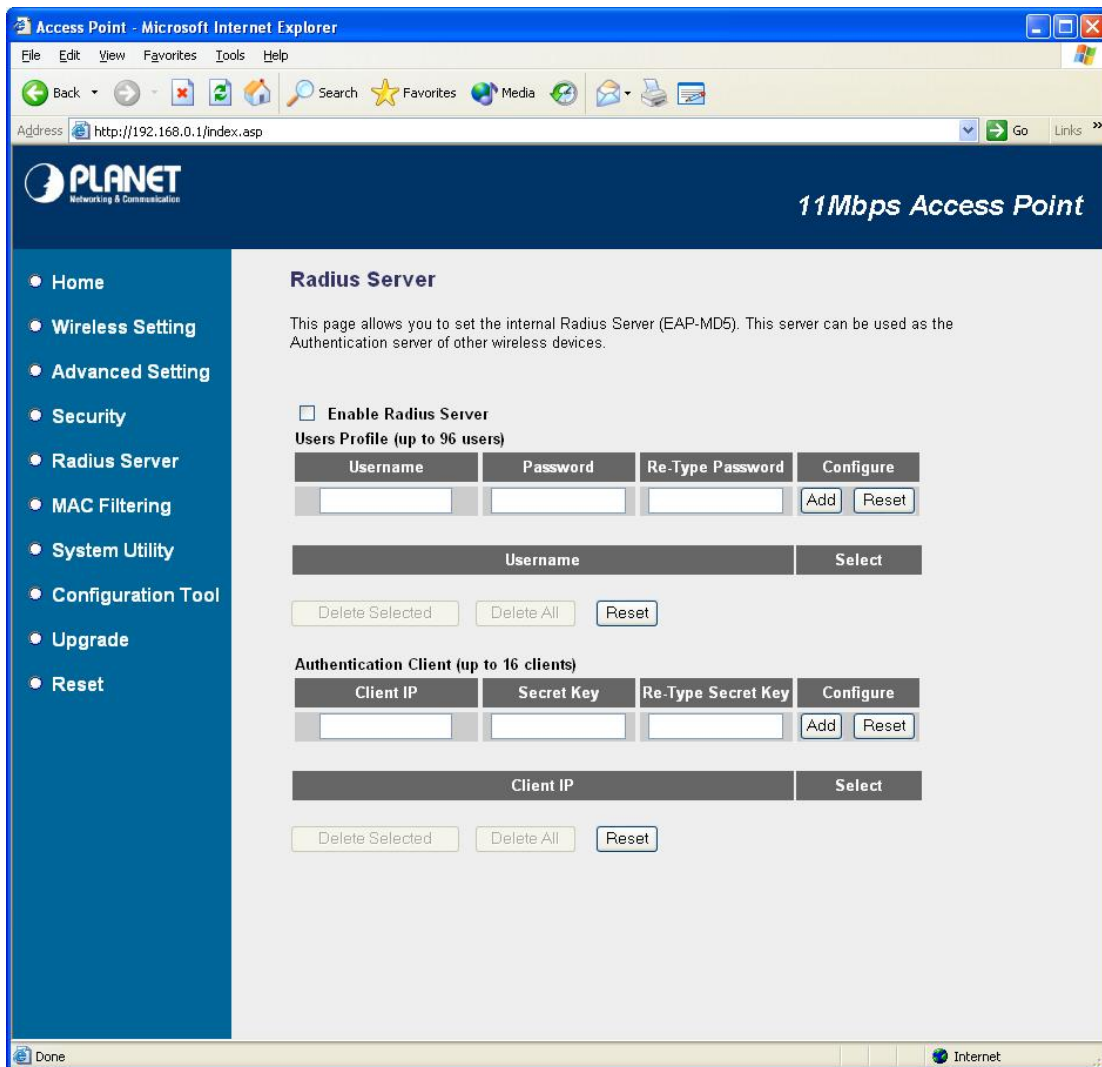 Access Point - Microsoft Internet Explorer
File Edit View Favorites Tools Help
Back Search Favorites Media
Address http://192.168.0.1/index.asp Go Links »
PLANET
Networking & Communication
11Mbps Access Point
Home
Wireless Setting
Advanced Setting
Security
Radius Server
MAC Filtering
System Utility
Configuration Tool
Upgrade
Reset
Radius Server
This page allows you to set the internal Radius Server (EAP-MD5). This server can be used as the
Authentication server of other wireless devices.
Enable Radius Server
Users Profile (up to 96 users)
Username Password Re-Type Password Configure
Add Reset
Username Select
Delete Selected Delete All Reset
Authentication Client (up to 16 clients)
Client IP Secret Key Re-Type Secret Key Configure
Add Reset
Client IP Select
Delete Selected Delete All Reset
Done Internet